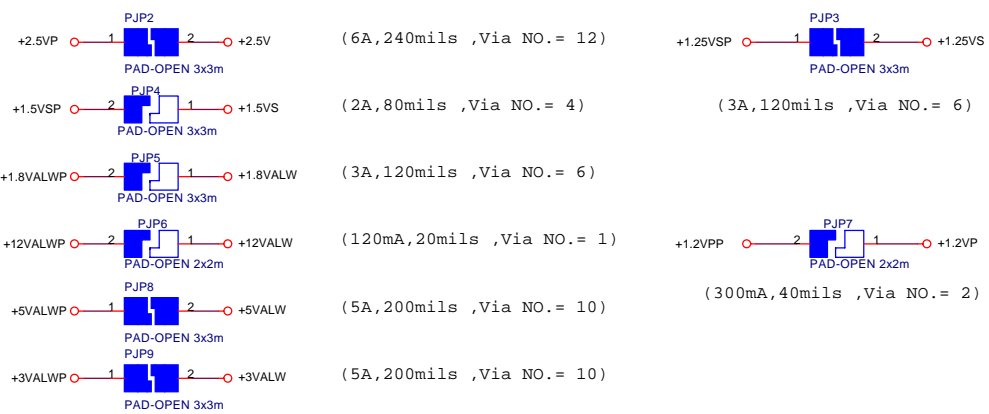 PJP2
+2.5VP 1 2 +2.5V (6A,240mils ,Via NO.= 12)
PAD-OPEN 3x3m
PJP3
+1.25VSP 1 2 +1.25VS
PAD-OPEN 3x3m
(3A,120mils ,Via NO.= 6)
PJP4
+1.5VSP 2 1 +1.5VS (2A,80mils ,Via NO.= 4)
PAD-OPEN 3x3m
PJP5
+1.8VALWP 2 1 +1.8VALW (3A,120mils ,Via NO.= 6)
PAD-OPEN 3x3m
PJP6
+12VALWP 2 1 +12VALW (120mA,20mils ,Via NO.= 1)
PAD-OPEN 2x2m
PJP7
+1.2VPP 2 1 +1.2VP
PAD-OPEN 2x2m
(300mA,40mils ,Via NO.= 2)
PJP8
+5VALWP 1 2 +5VALW (5A,200mils ,Via NO.= 10)
PAD-OPEN 3x3m
PJP9
+3VALWP 1 2 +3VALW (5A,200mils ,Via NO.= 10)
PAD-OPEN 3x3m